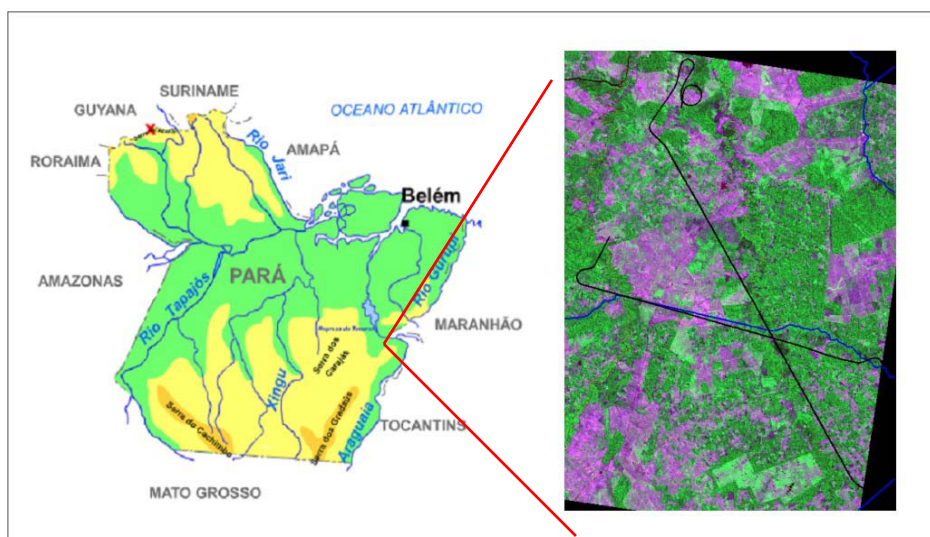 SURINAME
GUYANA
OCEANO ATLÂNTICO
RORAIMA
Rio Jari
AMAPÁ
Belém
AMAZONAS
PARÁ
Rio Tapajós
Rio Gurupi
MARANHÃO
Serra dos Carajás
Xingu
Serra do Cachimbo
Serra dos Gradaús
Araguaia
TOCANTINS
MATO GROSSO